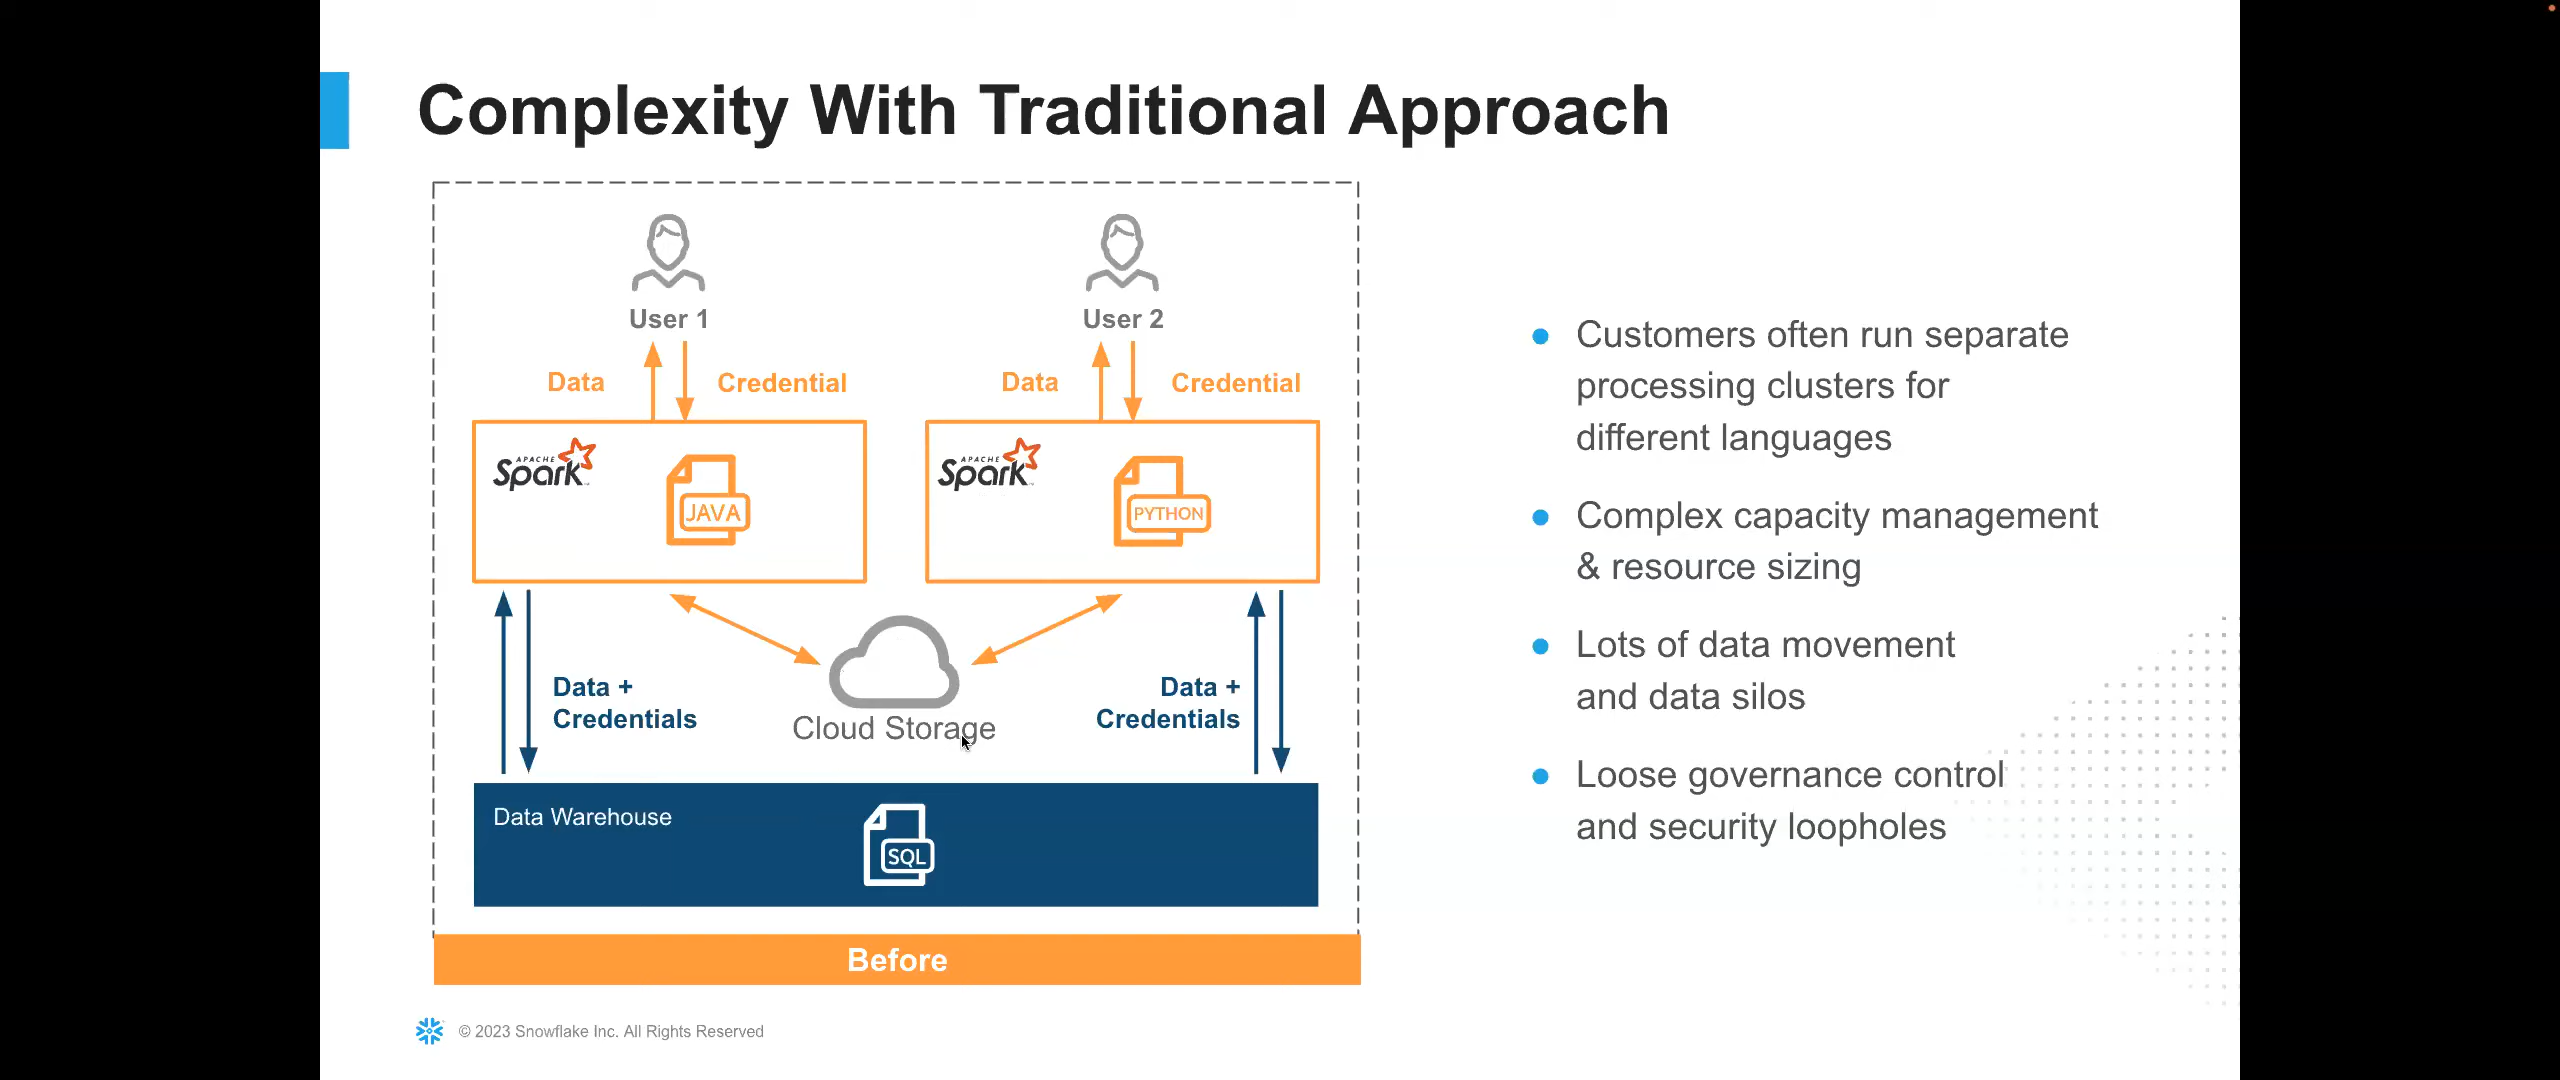 Complexity With Traditional Approach
User 1
User 2
Data
Credential
Data
Credential
APACHE
Spark
JAVA
APACHE
Spark
PYTHON
Data +
Credentials
Cloud Storage
Data +
Credentials
Data Warehouse
SQL
Before
Customers often run separate
processing clusters for
different languages
Complex capacity management
& resource sizing
Lots of data movement
and data silos
Loose governance control
and security loopholes
© 2023 Snowflake Inc. All Rights Reserved